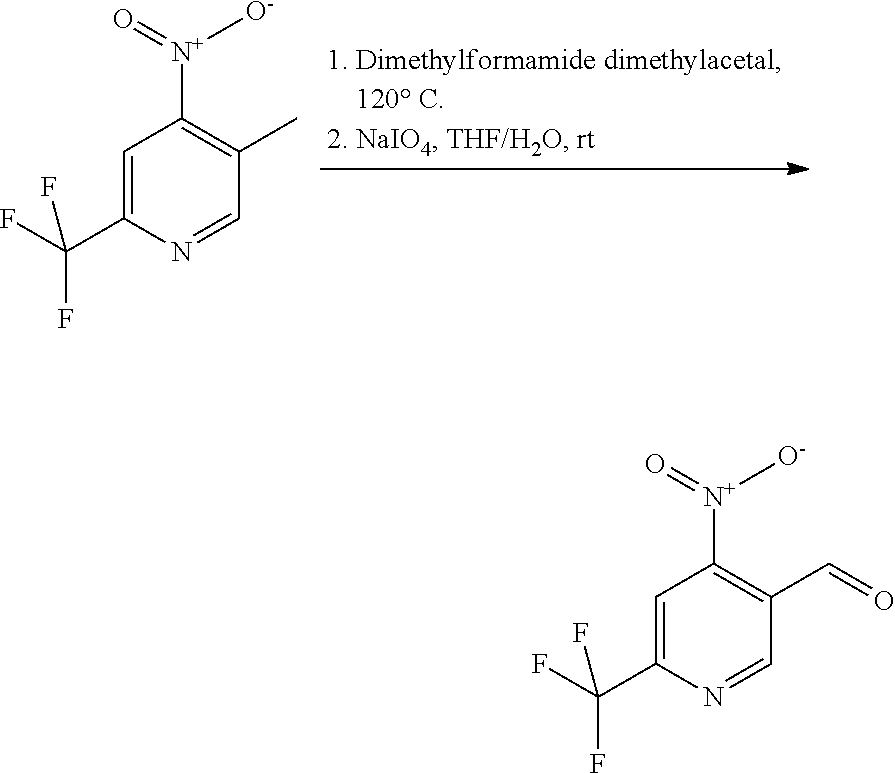 O O-
N+
1. Dimethylformamide dimethylacetal,
120° C.
2. NaIO4, THF/H2O, rt
F
F
N
F
O O-
N+
O
F
F
N
F